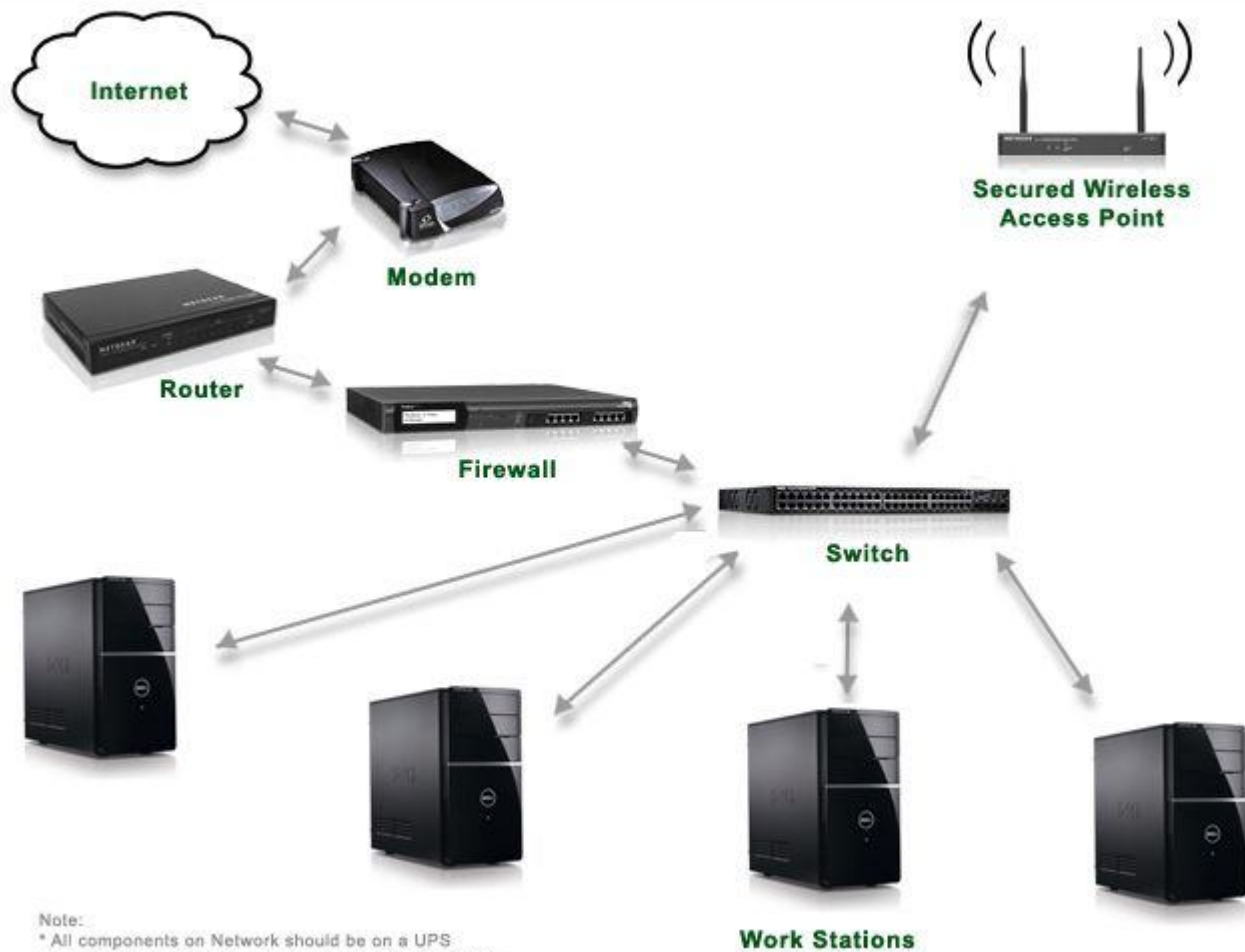 Internet
Secured Wireless
Access Point
Modem
NETGEAR
Router
Firewall
Switch
Work Stations
Note:
* All components on Network should be on a UPS